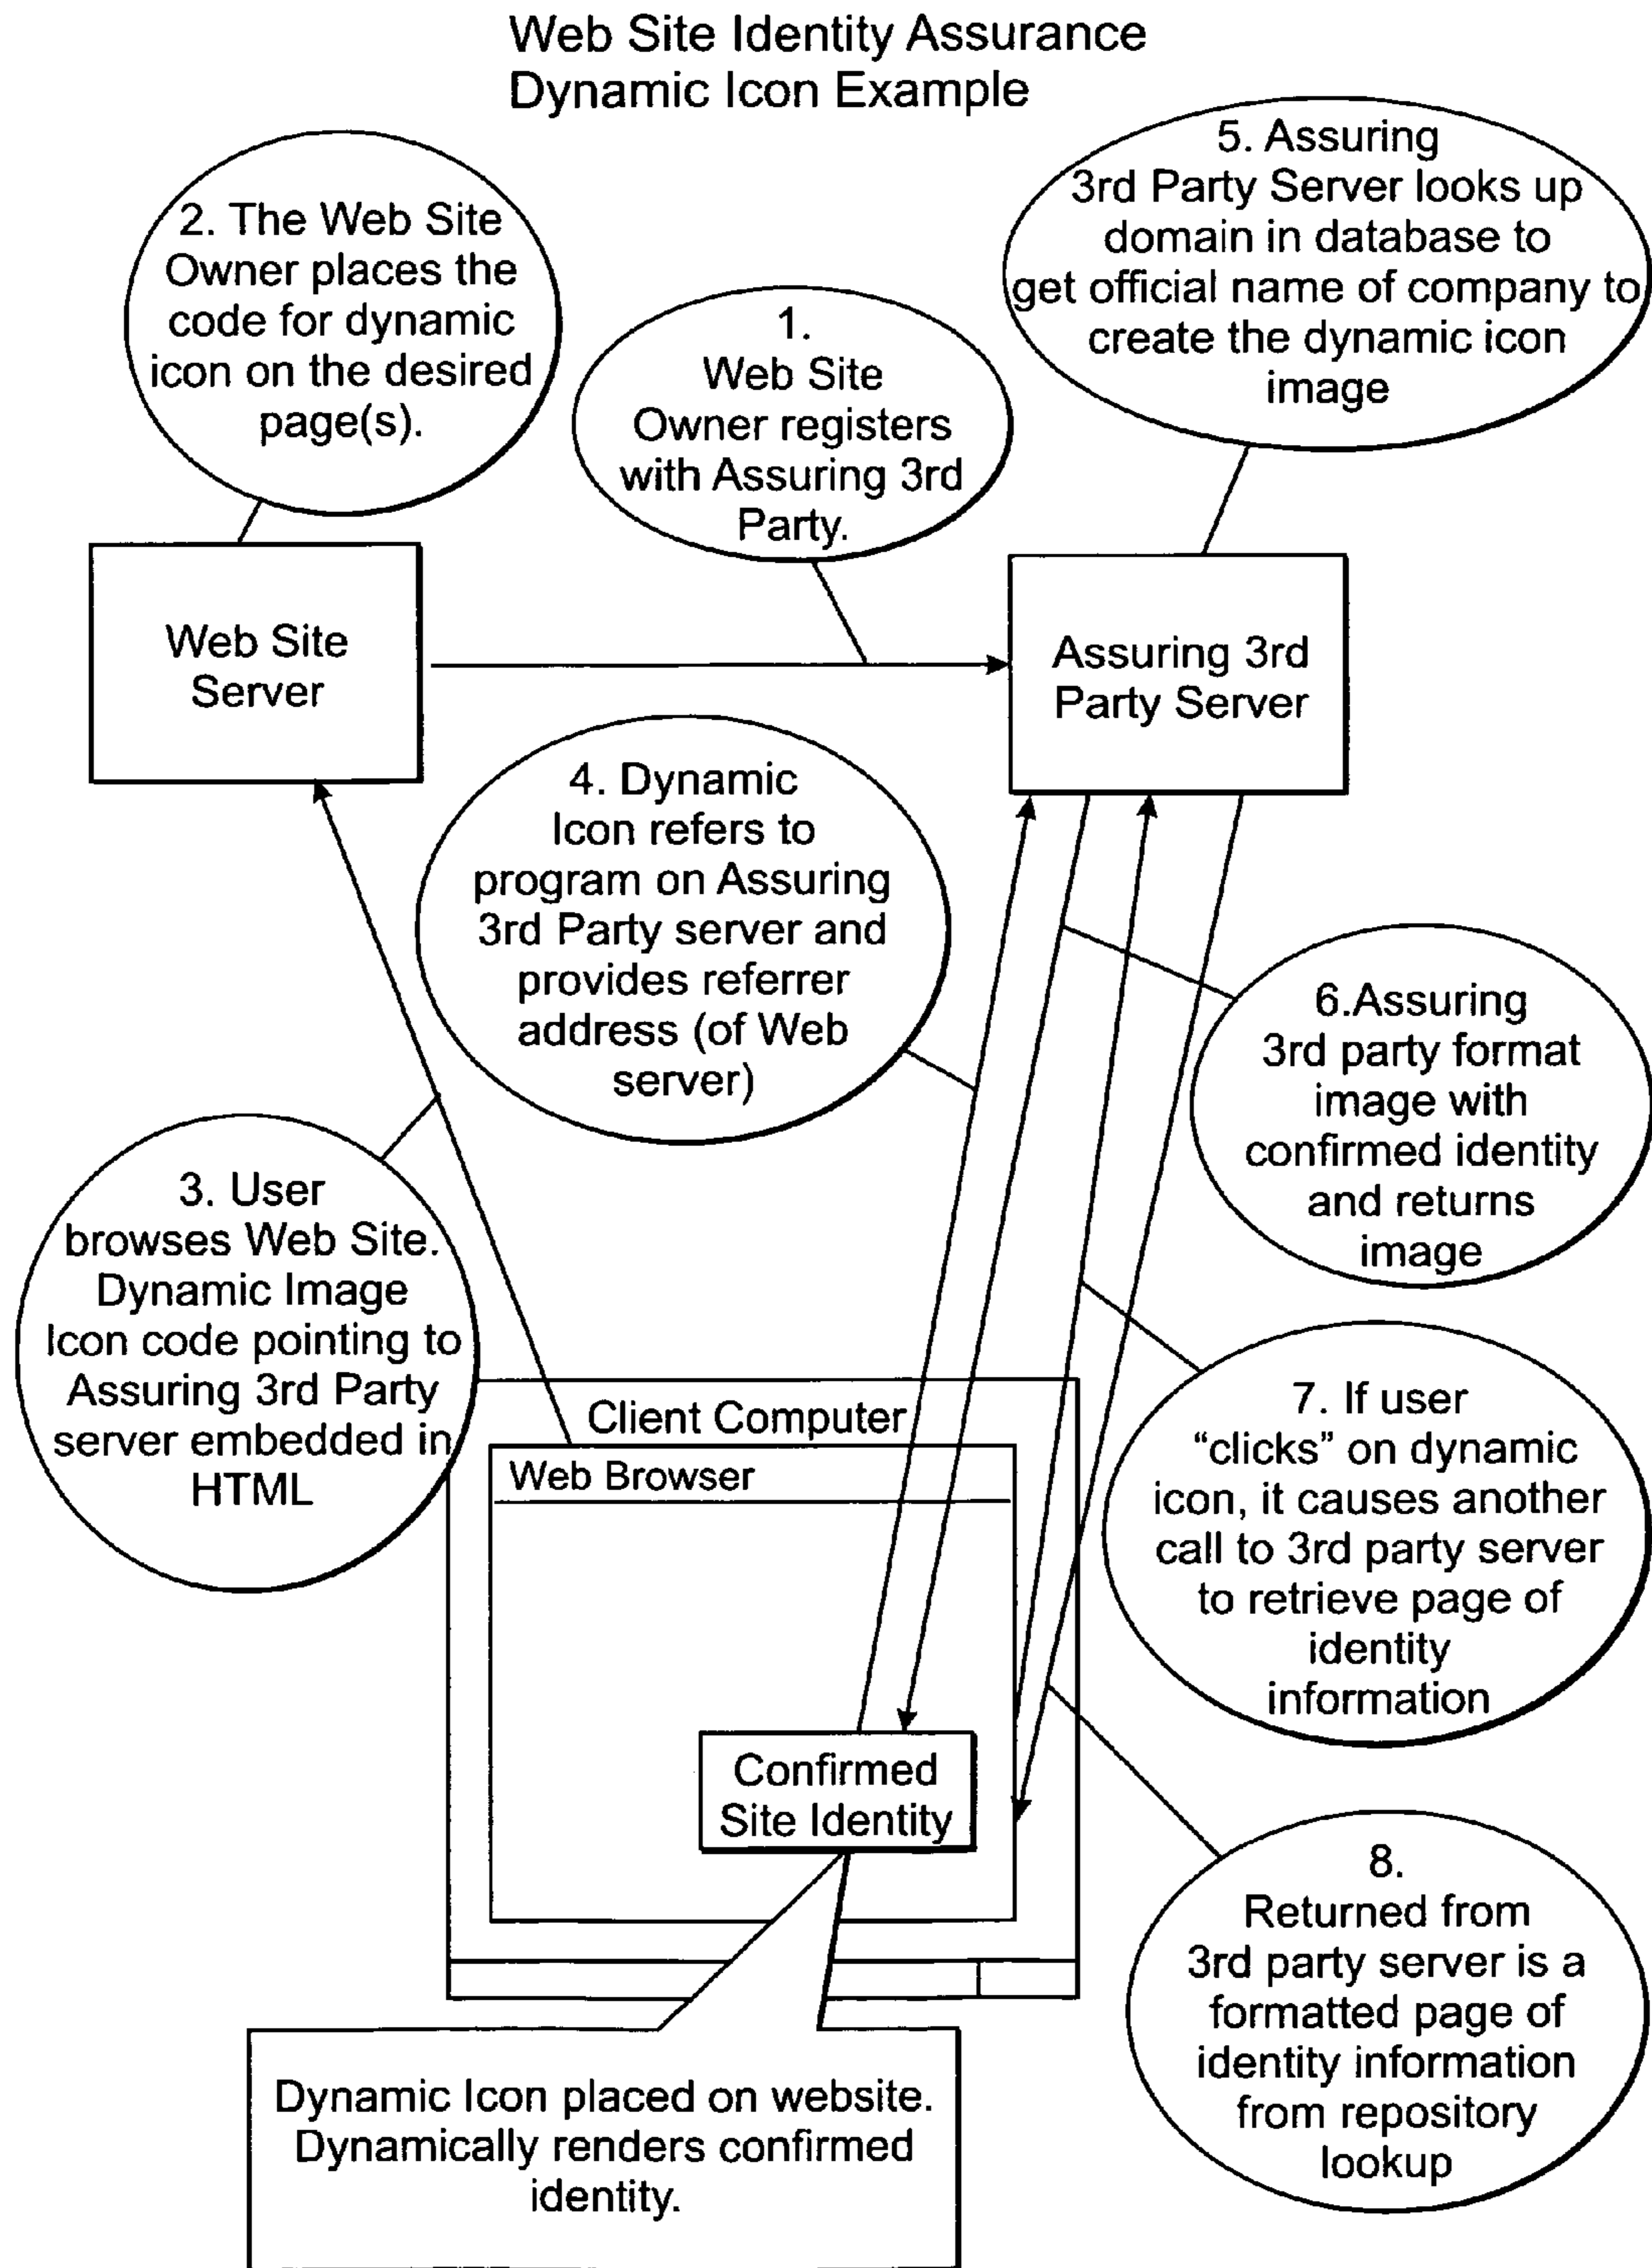 Web Site Identity Assurance
Dynamic Icon Example
5. Assuring
3rd Party Server looks up
domain in database to
get official name of company to
create the dynamic icon
image
2. The Web Site
Owner places the
code for dynamic
icon on the desired
page(s).
1.
Web Site
Owner registers
with Assuring 3rd
Party.
Web Site
Server
Assuring 3rd
Party Server
4. Dynamic
Icon refers to
program on Assuring
3rd Party server and
provides referrer
address (of Web
server)
6.Assuring
3rd party format
image with
confirmed identity
and returns
image
3. User
browses Web Site.
Dynamic Image
Icon code pointing to
Assuring 3rd Party
server embedded in
HTML
Client Computer
Web Browser
7. If user
“clicks” on dynamic
icon, it causes another
call to 3rd party server
to retrieve page of
identity
information
Confirmed
Site Identity
8.
Returned from
3rd party server is a
formatted page of
identity information
from repository
lookup
Dynamic Icon placed on website.
Dynamically renders confirmed
identity.